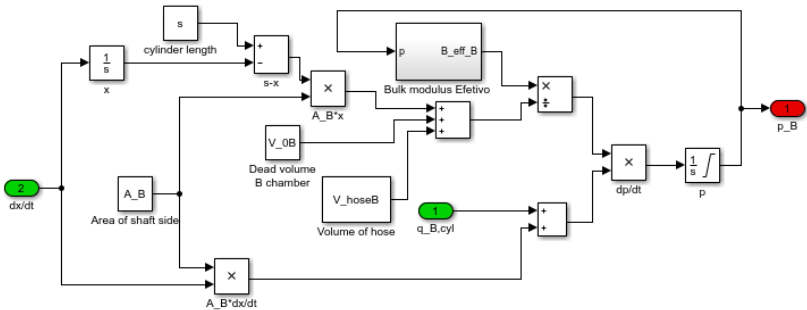 s
cylinder length
+
−
s-x
1
s
x
×
A_B*x
p
B_eff_B
Bulk modulus Efetivo
×
÷
+
+
+
V_0B
Dead volume
B chamber
V_hoseB
Volume of hose
2
dx/dt
A_B
Area of shaft side
1
q_B,cyl
+
+
×
dp/dt
1
s
p
1
p_B
×
A_B*dx/dt